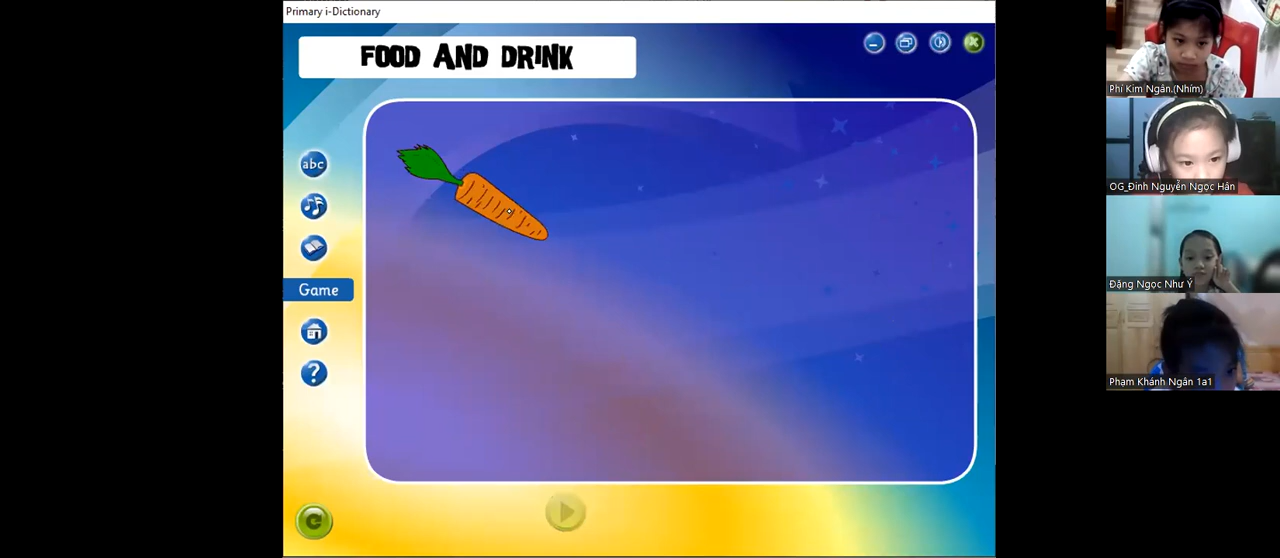 Primary i-Dictionary
FOOD AND DRINK
abc
Game
?
Phí Kim Ngân.(Nhím)
OG_Đinh Nguyễn Ngọc Hân
Đặng Ngọc Như Ý
Phạm Khánh Ngân 1a1